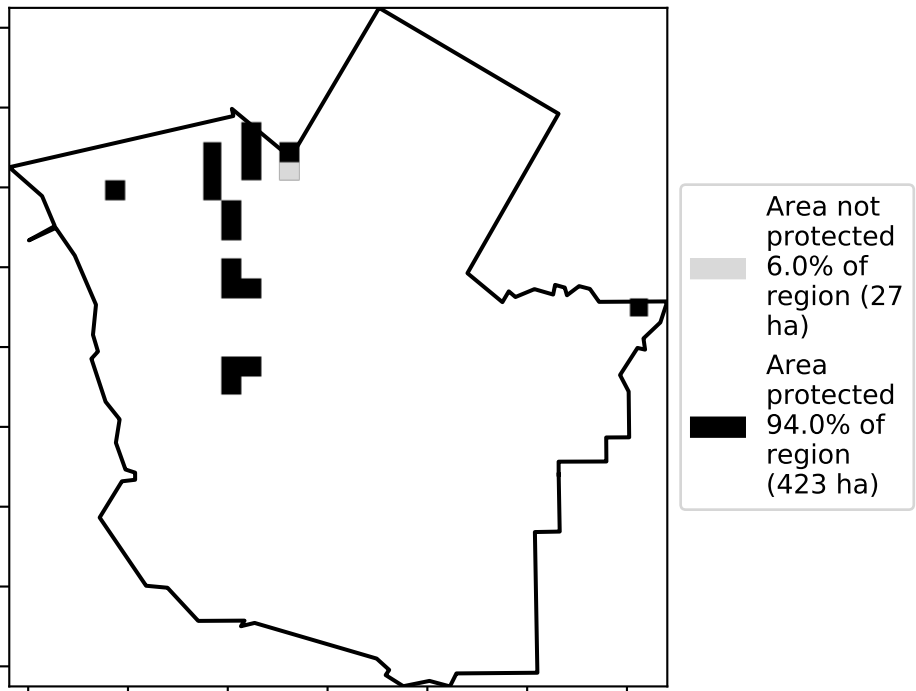 Area not
protected
6.0% of
region (27
ha)
Area
protected
94.0% of
region
(423 ha)